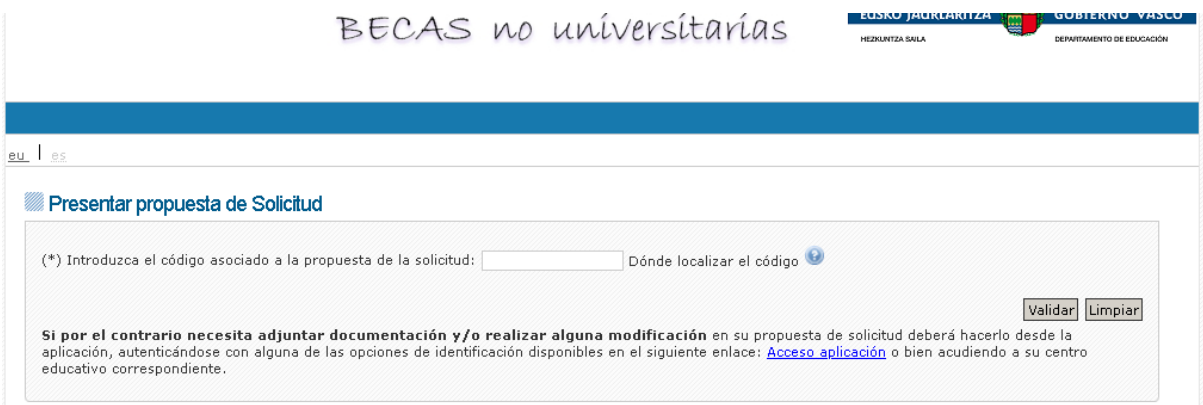 BECAS no universitarias
EUSKO JAURLARITZA
GOBIERNO VASCO
HEZKUNTZA SAILA
DEPARTAMENTO DE EDUCACIÓN
eu | es
Presentar propuesta de Solicitud
(*) Introduzca el código asociado a la propuesta de la solicitud: Dónde localizar el código
Validar Limpiar
Si por el contrario necesita adjuntar documentación y/o realizar alguna modificación en su propuesta de solicitud deberá hacerlo desde la
aplicación, autenticándose con alguna de las opciones de identificación disponibles en el siguiente enlace: Acceso aplicación o bien acudiendo a su centro
educativo correspondiente.